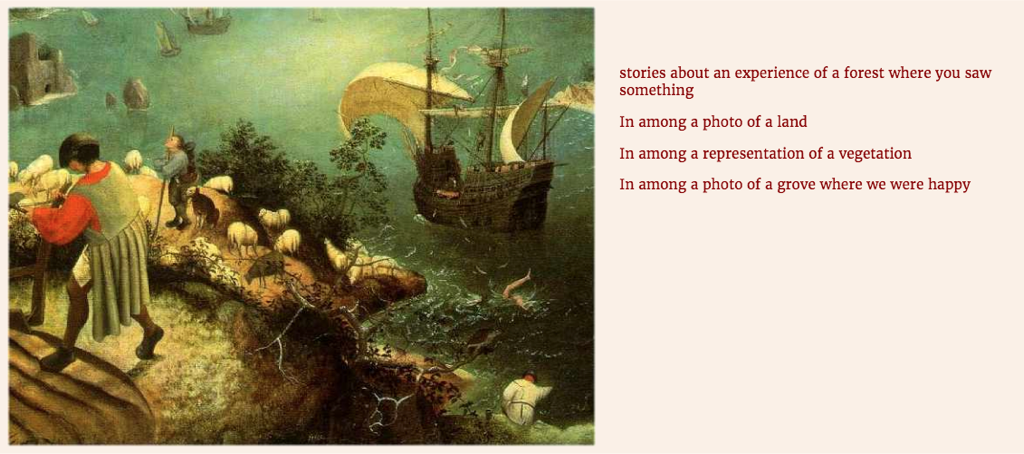 stories about an experience of a forest where you saw
something
In among a photo of a land
In among a representation of a vegetation
In among a photo of a grove where we were happy